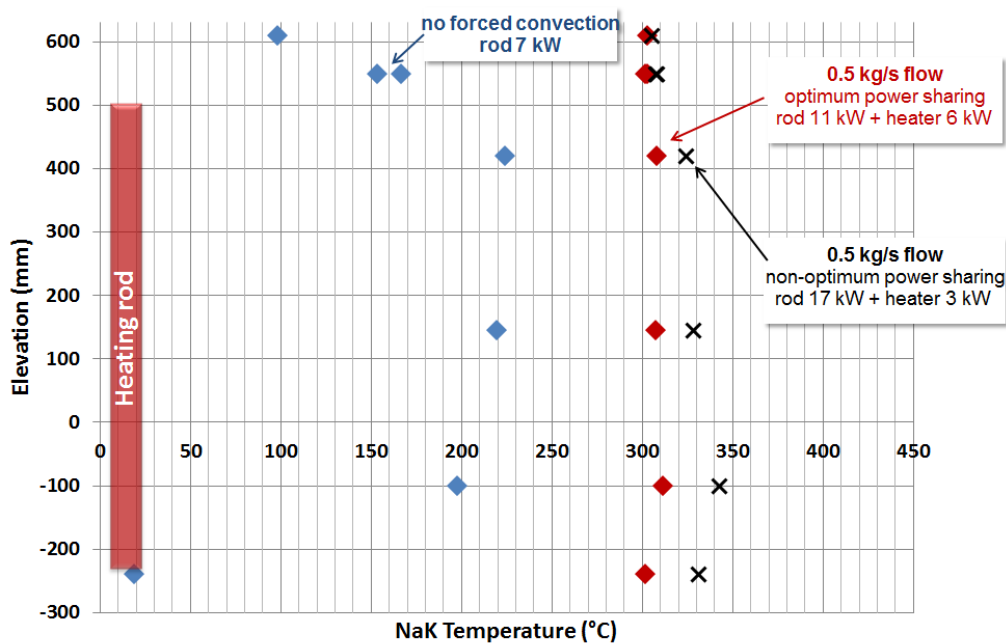 600
500
400
300
200
100
0
-100
-200
-300
Elevation (mm)
Heating rod
no forced convection
rod 7 kW
0.5 kg/s flow
optimum power sharing
rod 11 kW + heater 6 kW
0.5 kg/s flow
non-optimum power sharing
rod 17 kW + heater 3 kW
0 50 100 150 200 250 300 350 400 450
NaK Temperature (°C)